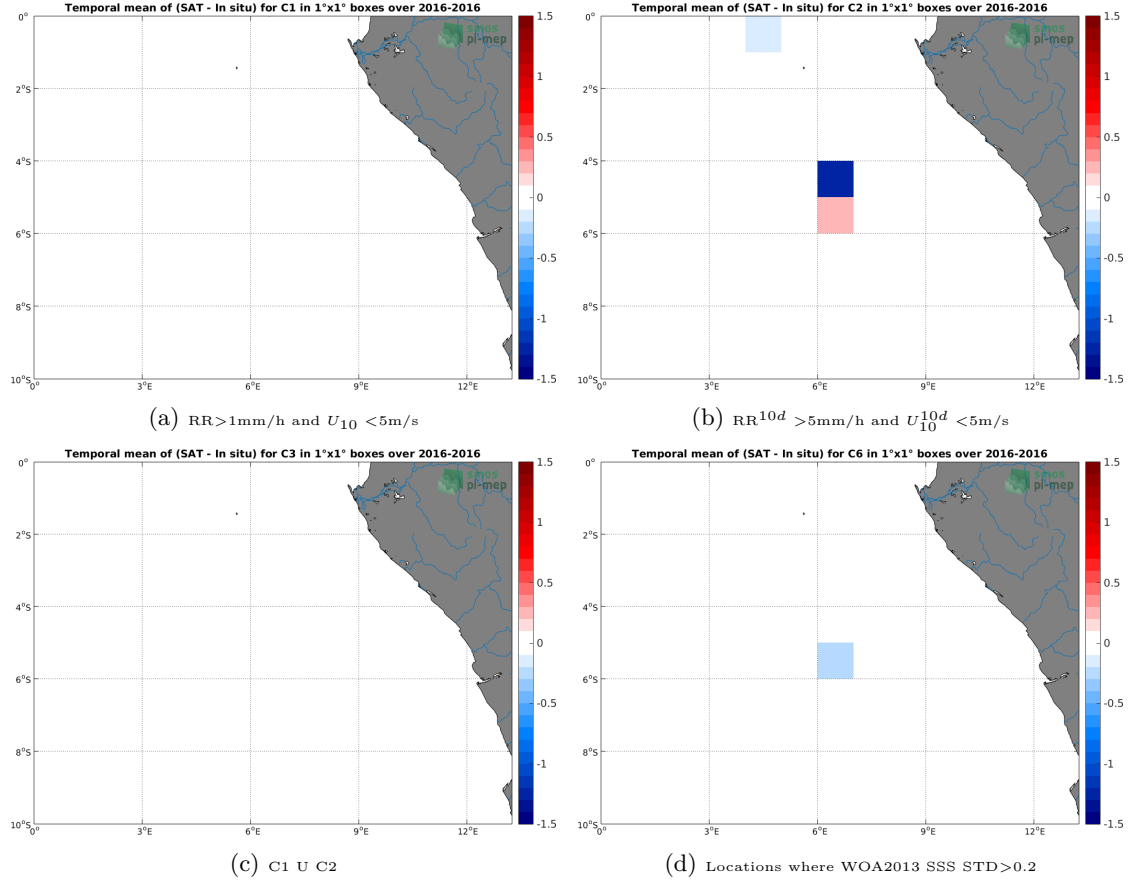 Temporal mean of (SAT - In situ) for C1 in 1°x1° boxes over 2016-2016
0°
2°S
4°S
6°S
8°S
10°S
0°
3°E
6°E
9°E
12°E
pi-mep
1.5
1
0.5
0
-0.5
-1
-1.5
(a) RR>1mm/h and U10 <5m/s
Temporal mean of (SAT - In situ) for C2 in 1°x1° boxes over 2016-2016
0°
2°S
4°S
6°S
8°S
10°S
0°
3°E
6°E
9°E
12°E
pi-mep
1.5
1
0.5
0
-0.5
-1
-1.5
(b) RR^10d >5mm/h and U10^10d <5m/s
Temporal mean of (SAT - In situ) for C3 in 1°x1° boxes over 2016-2016
0°
2°S
4°S
6°S
8°S
10°S
0°
3°E
6°E
9°E
12°E
pi-mep
1.5
1
0.5
0
-0.5
-1
-1.5
(c) C1 U C2
Temporal mean of (SAT - In situ) for C6 in 1°x1° boxes over 2016-2016
0°
2°S
4°S
6°S
8°S
10°S
0°
3°E
6°E
9°E
12°E
pi-mep
1.5
1
0.5
0
-0.5
-1
-1.5
(d) Locations where WOA2013 SSS STD>0.2